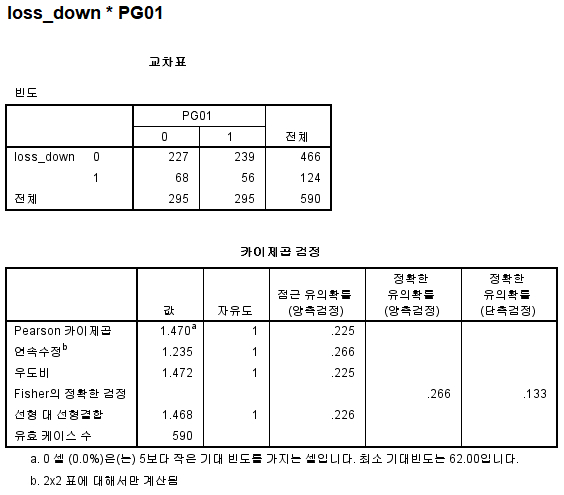 loss_down * PG01
교차표
빈도
PG01
0 1 전체
loss_down 0 227 239 466
1 68 56 124
전체 295 295 590
카이제곱 검정
값 자유도 점근 유의확률 (양측검정) 정확한 유의확률 (양측검정) 정확한 유의확률 (단측검정)
Pearson 카이제곱 1.470a 1 .225
연속수정b 1.235 1 .266
우도비 1.472 1 .225
Fisher의 정확한 검정 .266 .133
선형 대 선형결합 1.468 1 .226
유효 케이스 수 590
a. 0 셀 (0.0%)은(는) 5보다 작은 기대 빈도를 가지는 셀입니다. 최소 기대빈도는 62.00입니다.
b. 2x2 표에 대해서만 계산됨